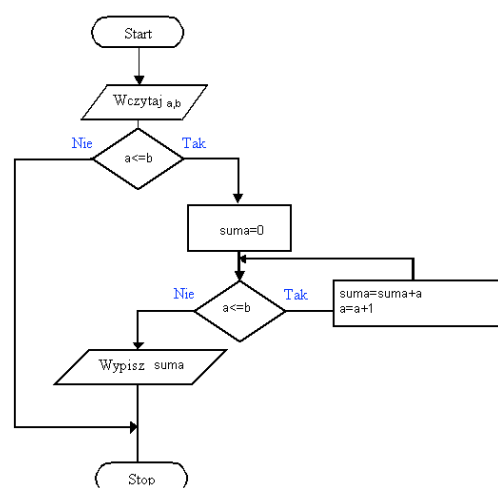 Start
Wczytaj a,b
Nie
Tak
a<=b
suma=0
Nie
Tak
a<=b
suma=suma+a
a=a+1
Wypisz suma
Stop